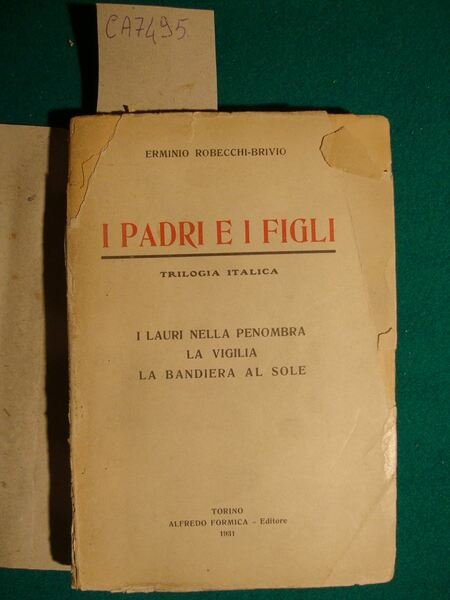 CA7495
ERMINIO ROBECCHI-BRIVIO
I PADRI E I FIGLI
TRILOGIA ITALICA
I LAURI NELLA PENOMBRA
LA VIGILIA
LA BANDIERA AL SOLE
TORINO
ALFREDO FORMICA - Editore
1931